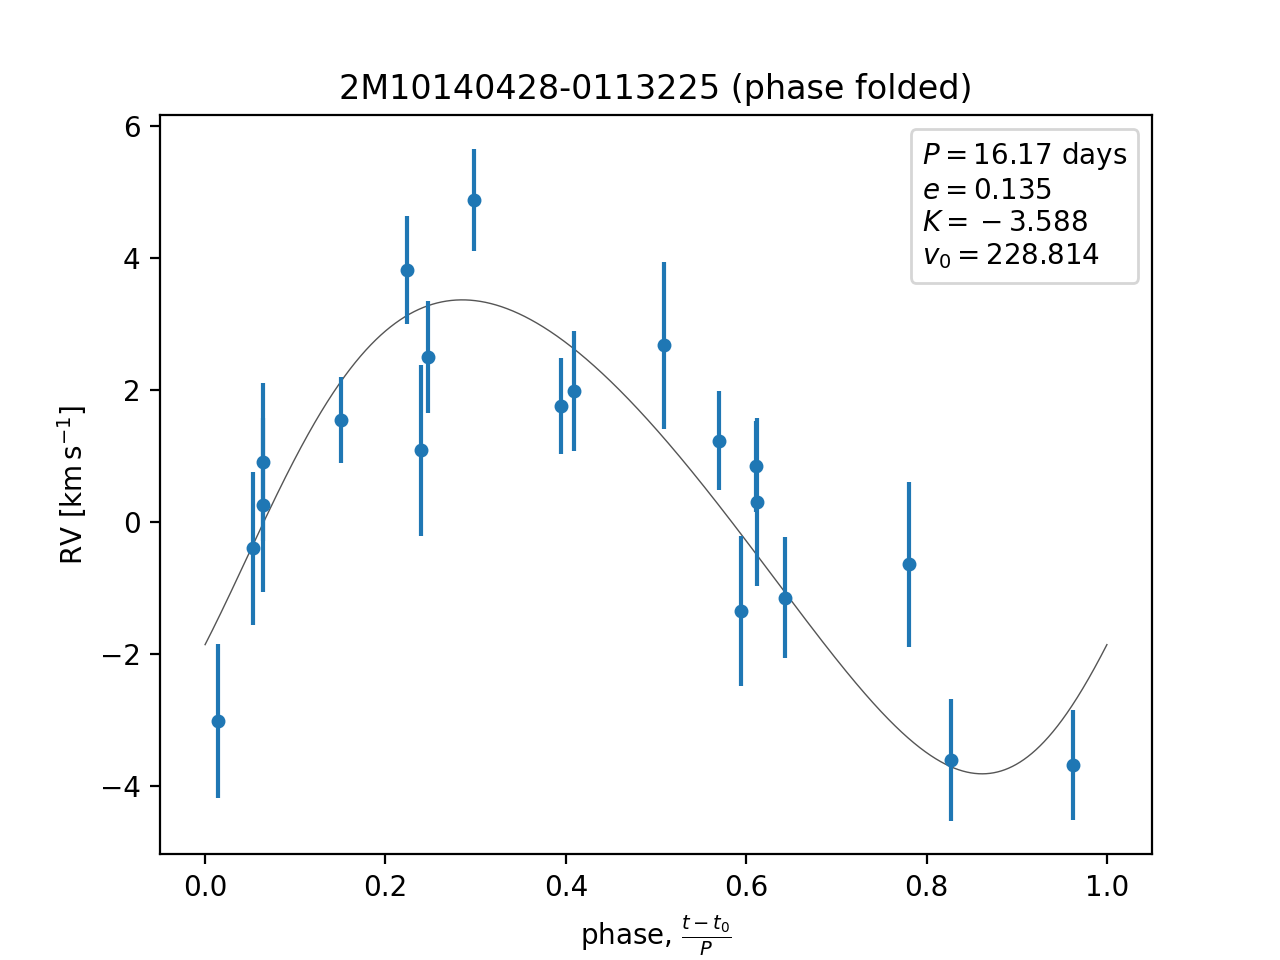 2M10140428-0113225 (phase folded)
P = 16.17 days
e = 0.135
K = −3.588
v₀ = 228.814
6
4
2
0
−2
−4
RV [km s⁻¹]
0.0 0.2 0.4 0.6 0.8 1.0
phase, (t − t₀)/P